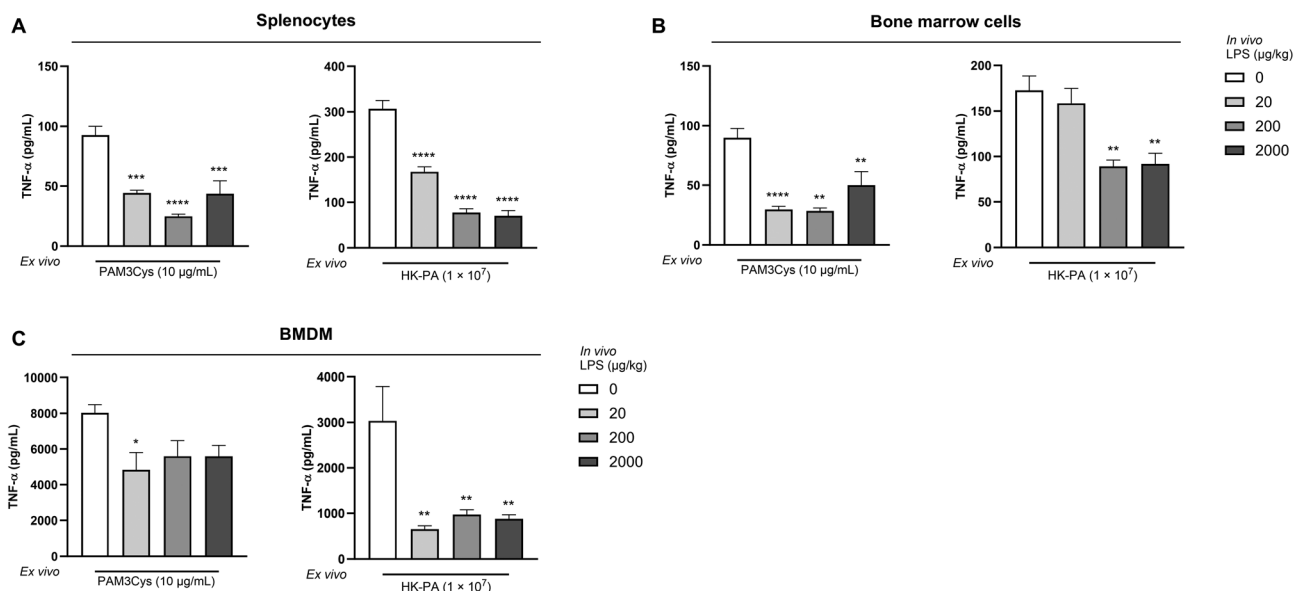 A
Splenocytes
TNF-α (pg/mL)
150
100
50
0
***
****
***
Ex vivo
PAM3Cys (10 µg/mL)
TNF-α (pg/mL)
400
300
200
100
0
****
****
****
Ex vivo
HK-PA (1 × 10⁷)
B
Bone marrow cells
TNF-α (pg/mL)
150
100
50
0
****
**
**
Ex vivo
PAM3Cys (10 µg/mL)
TNF-α (pg/mL)
200
150
100
50
0
**
**
Ex vivo
HK-PA (1 × 10⁷)
In vivo
LPS (µg/kg)
0
20
200
2000
C
BMDM
TNF-α (pg/mL)
10000
8000
6000
4000
2000
0
*
Ex vivo
PAM3Cys (10 µg/mL)
TNF-α (pg/mL)
4000
3000
2000
1000
0
**
**
**
Ex vivo
HK-PA (1 × 10⁷)
In vivo
LPS (µg/kg)
0
20
200
2000